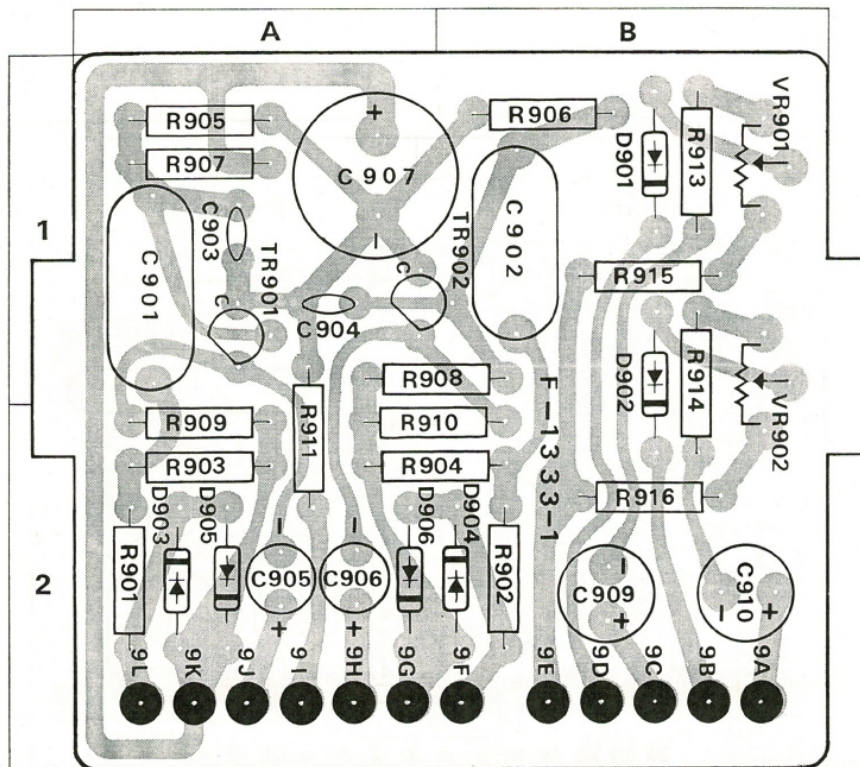 A B
1
2
R905
R907
C907
+
-
R906
C901
C903
TR901
C
C904
TR902
C
C902
D901
R913
VR901
R915
D902
R914
VR902
R916
R908
R909
R910
R911
R903
R904
F-1333-1
D903
D905
D906
D904
R901
R902
-
C905
+
-
C906
+
-
C909
+
C910
-
+
9L 9K 9J 9I 9H 9G 9F 9E 9D 9C 9B 9A